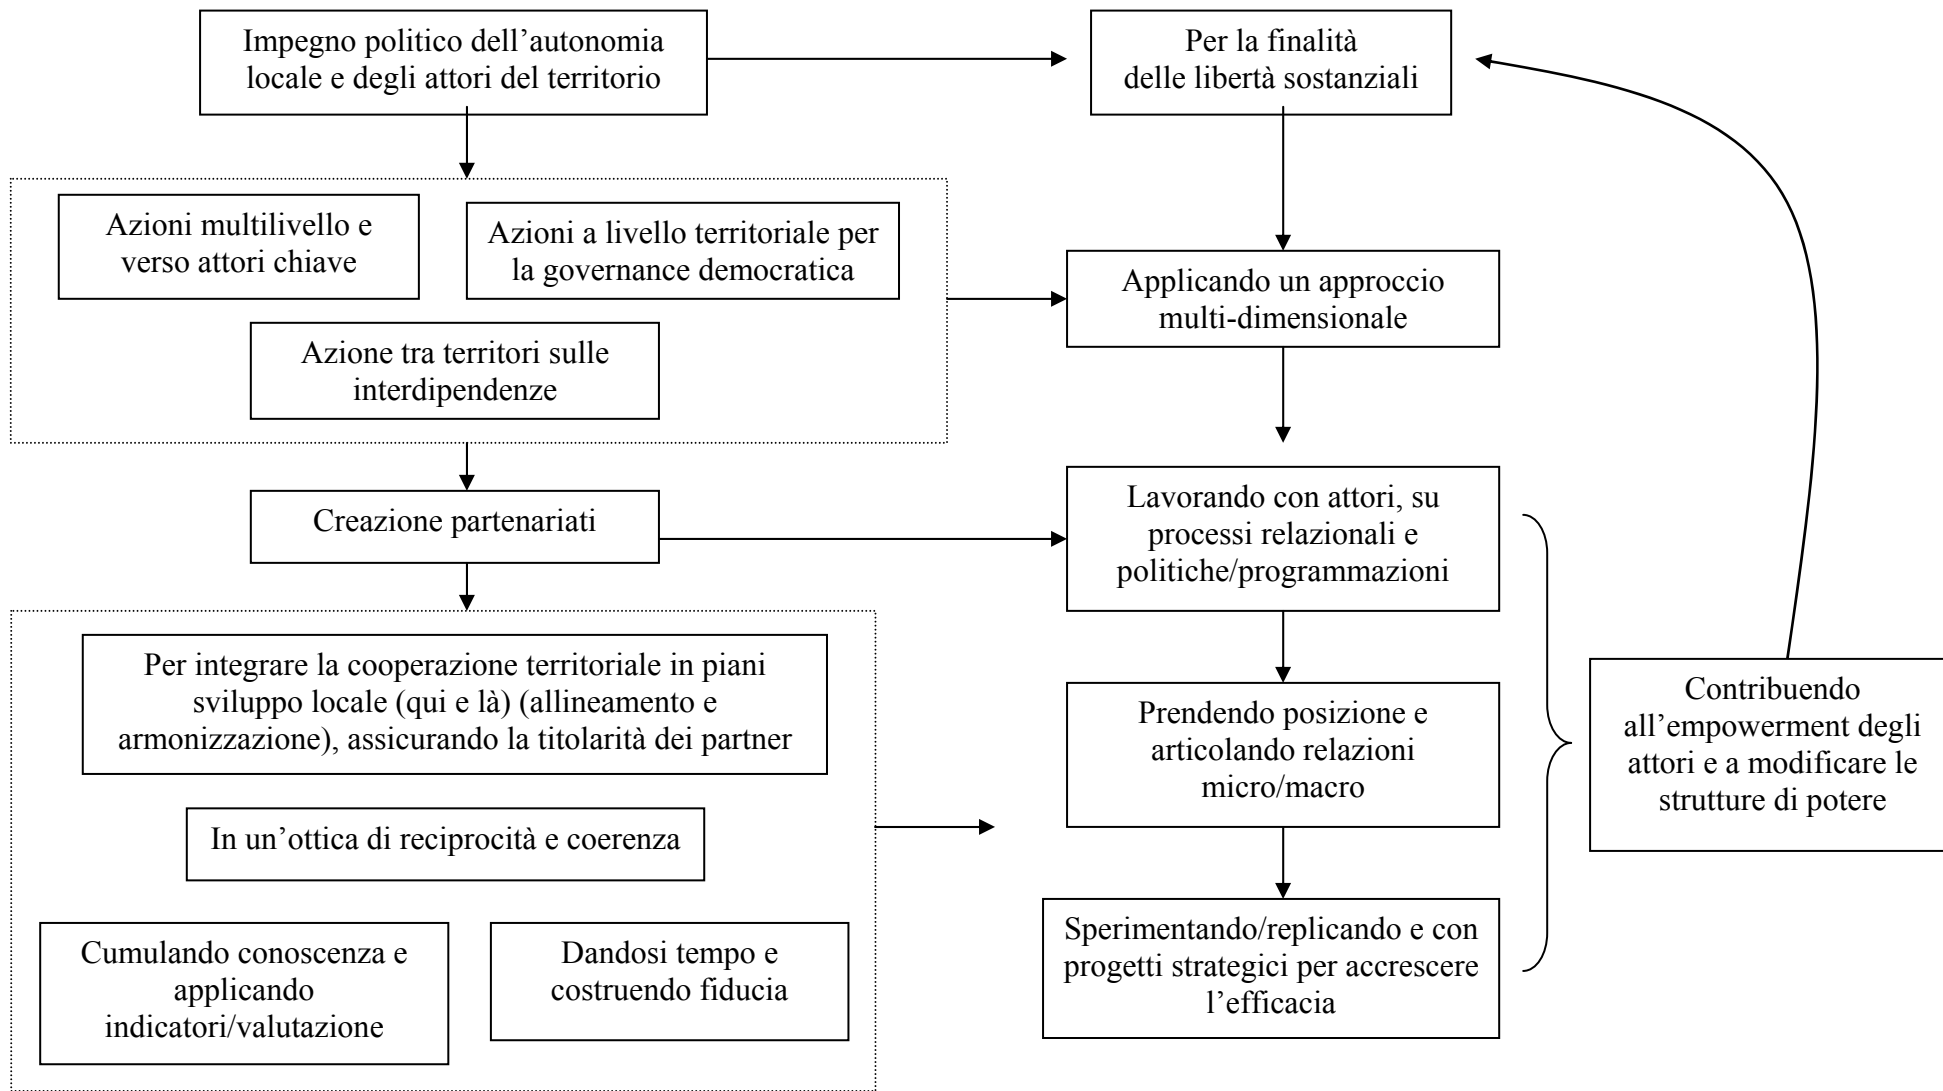 Impegno politico dell’autonomia
locale e degli attori del territorio
Per la finalità
delle libertà sostanziali
Azioni multilivello e
verso attori chiave
Azioni a livello territoriale per
la governance democratica
Azione tra territori sulle
interdipendenze
Applicando un approccio
multi-dimensionale
Creazione partenariati
Lavorando con attori, su
processi relazionali e
politiche/programmazioni
Per integrare la cooperazione territoriale in piani
sviluppo locale (qui e là) (allineamento e
armonizzazione), assicurando la titolarità dei partner
Prendendo posizione e
articolando relazioni
micro/macro
Contribuendo
all’empowerment degli
attori e a modificare le
strutture di potere
In un’ottica di reciprocità e coerenza
Cumulando conoscenza e
applicando
indicatori/valutazione
Dandosi tempo e
costruendo fiducia
Sperimentando/replicando e con
progetti strategici per accrescere
l’efficacia